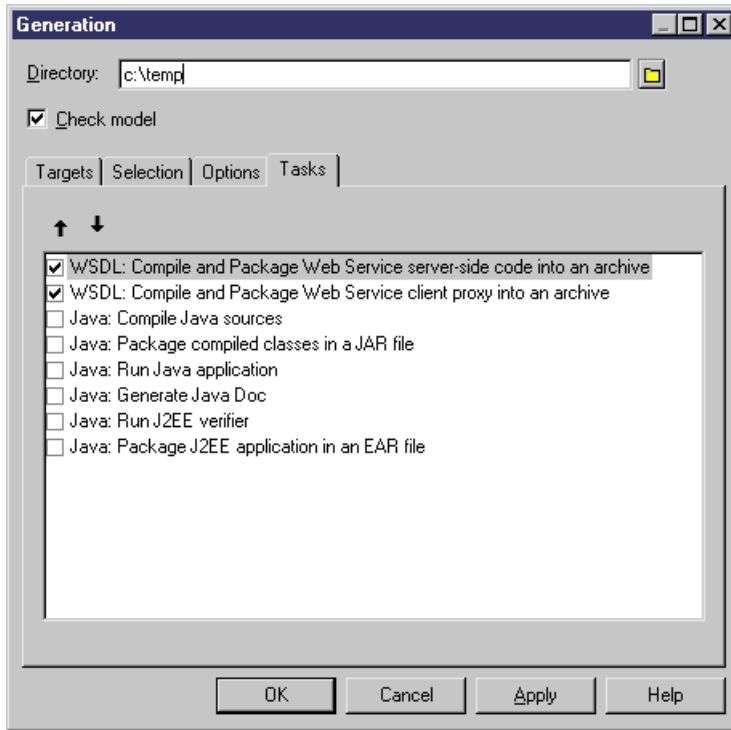 Generation
Directory: c:\temp
Check model
Targets Selection Options Tasks
WSDL: Compile and Package Web Service server-side code into an archive
WSDL: Compile and Package Web Service client proxy into an archive
Java: Compile Java sources
Java: Package compiled classes in a JAR file
Java: Run Java application
Java: Generate Java Doc
Java: Run J2EE verifier
Java: Package J2EE application in an EAR file
OK Cancel Apply Help